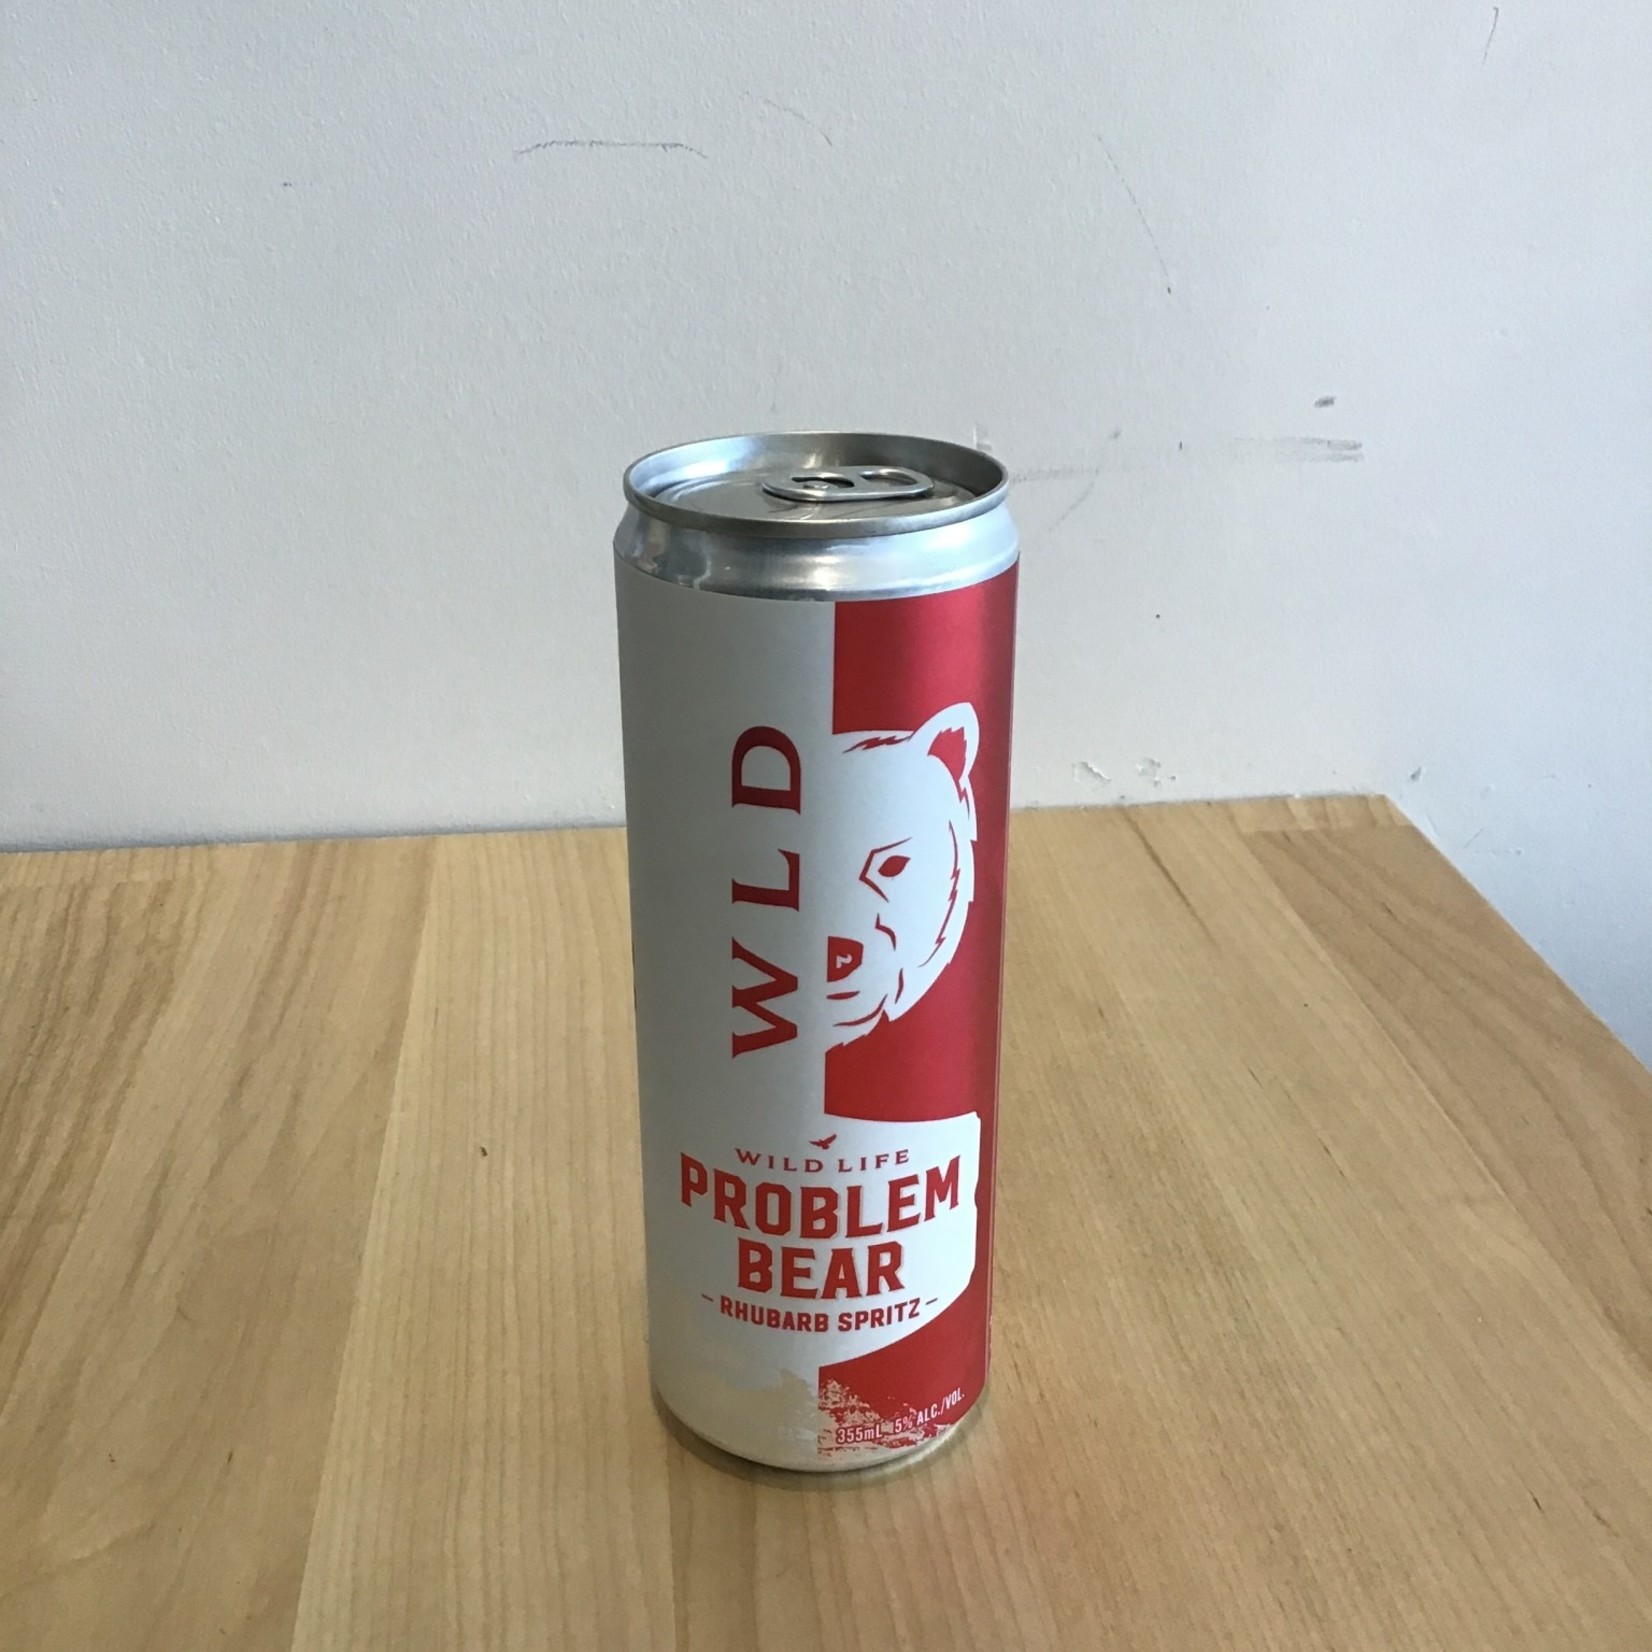 WLD
WILD LIFE
PROBLEM
BEAR
- RHUBARB SPRITZ -
355mL 5% ALC./VOL.